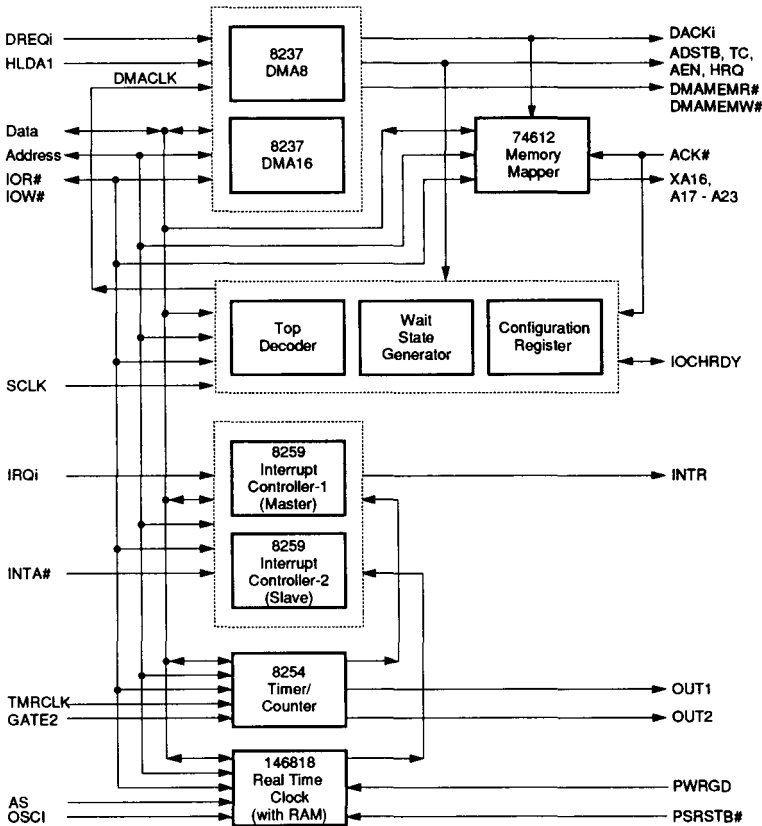 DREQi
HLDA1
DMACLK
Data
Address
IOR#
IOW#
8237
DMA8
8237
DMA16
DACKi
ADSTB, TC,
AEN, HRQ
DMAMEMR#
DMAMEMW#
74612
Memory
Mapper
ACK#
XA16,
A17 - A23
Top
Decoder
Wait
State
Generator
Configuration
Register
IOCHRDY
SCLK
IRQi
8259
Interrupt
Controller-1
(Master)
INTR
8259
Interrupt
Controller-2
(Slave)
INTA#
8254
Timer/
Counter
TMRCLK
GATE2
OUT1
OUT2
146818
Real Time
Clock
(with RAM)
AS
OSCI
PWRGD
PSRSTB#